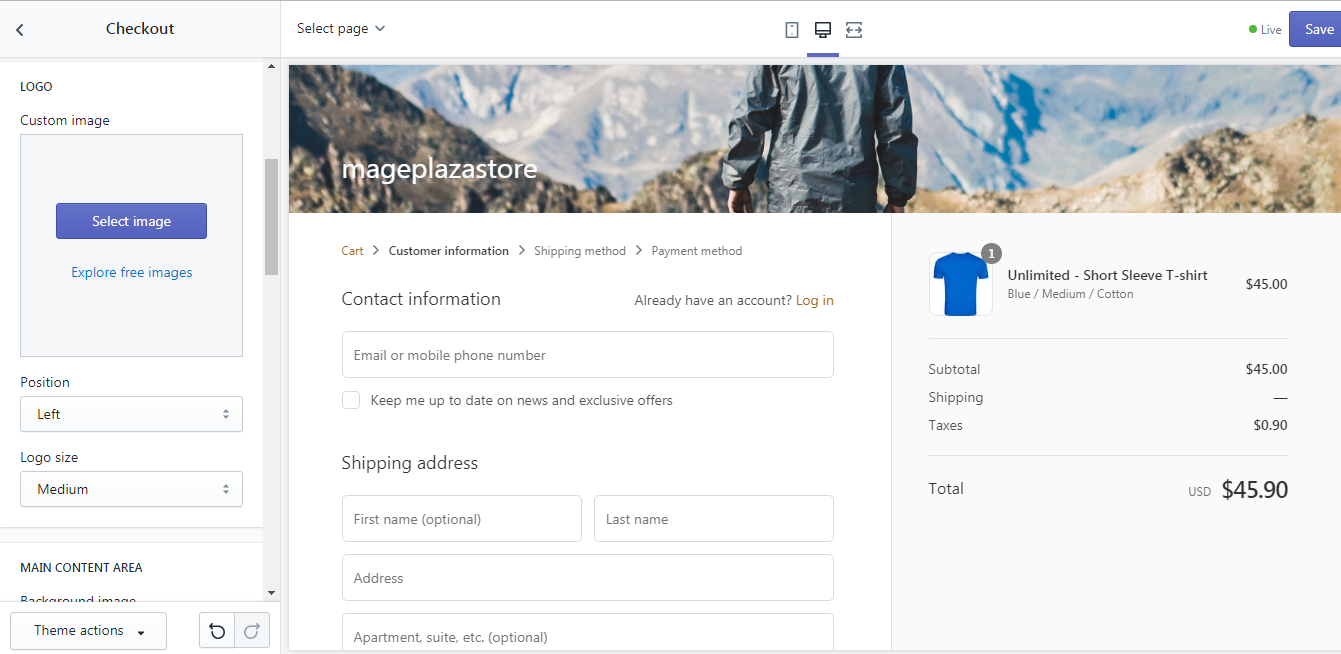 Checkout
Select page
Live
Save
LOGO
Custom image
Select image
Explore free images
Position
Left
Logo size
Medium
MAIN CONTENT AREA
Background image
Theme actions
mageplazastore
Cart > Customer information > Shipping method > Payment method
Contact information
Already have an account? Log in
Email or mobile phone number
Keep me up to date on news and exclusive offers
Shipping address
First name (optional)
Last name
Address
Apartment, suite, etc. (optional)
1
Unlimited - Short Sleeve T-shirt
Blue / Medium / Cotton
$45.00
Subtotal $45.00
Shipping —
Taxes $0.90
Total USD $45.90